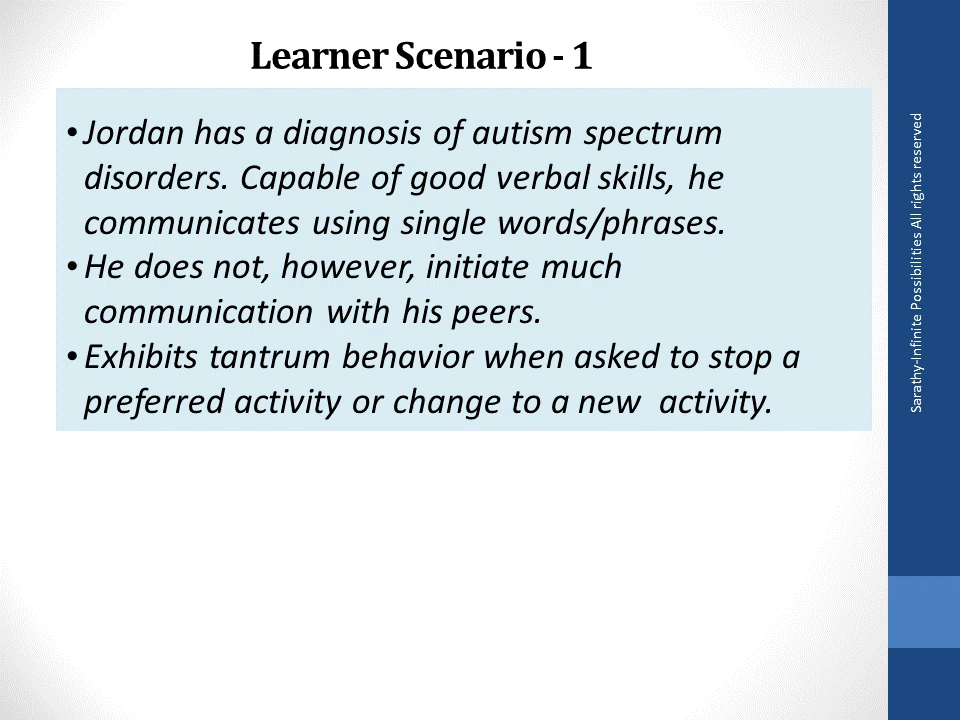 Learner Scenario - 1
• Jordan has a diagnosis of autism spectrum
disorders. Capable of good verbal skills, he
communicates using single words/phrases.
• He does not, however, initiate much
communication with his peers.
• Exhibits tantrum behavior when asked to stop a
preferred activity or change to a new  activity.
Sarathy-Infinite Possibilities All rights reserved